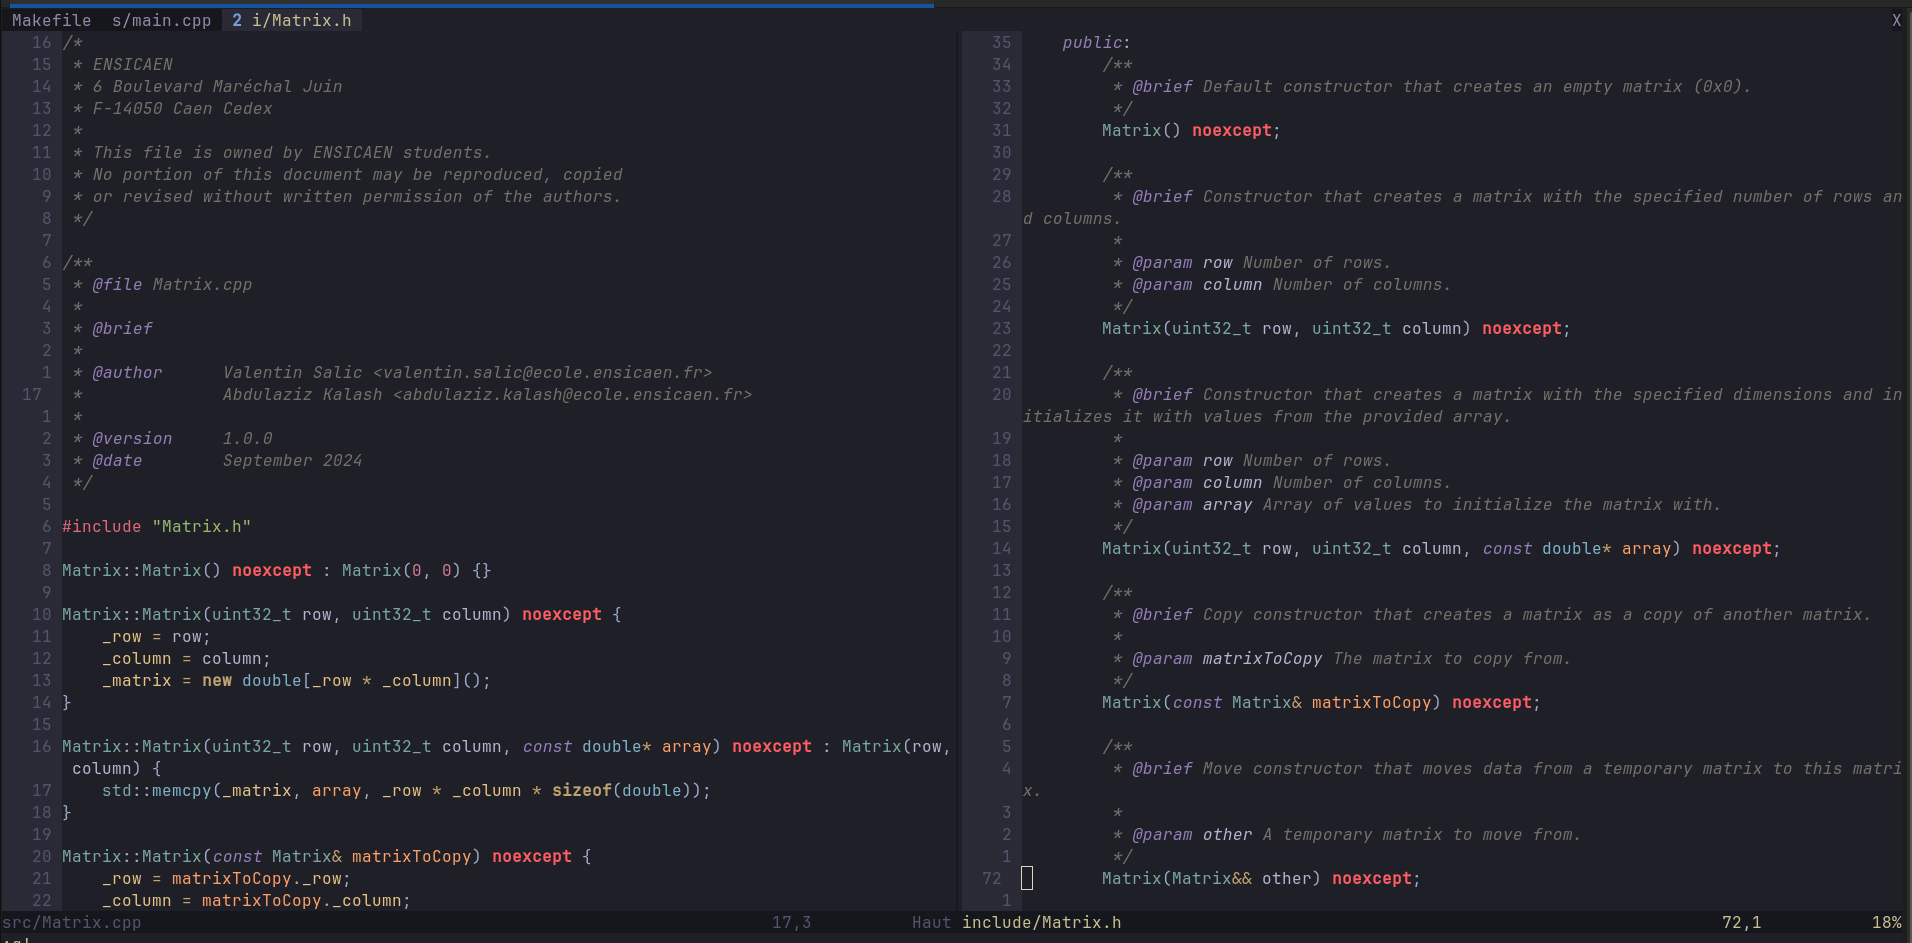 Makefile s/main.cpp 2 i/Matrix.h X
16 /*
15 * ENSICAEN
14 * 6 Boulevard Maréchal Juin
13 * F-14050 Caen Cedex
12 *
11 * This file is owned by ENSICAEN students.
10 * No portion of this document may be reproduced, copied
9 * or revised without written permission of the authors.
8 */
7
6 /**
5 * @file Matrix.cpp
4 *
3 * @brief
2 *
1 * @author Valentin Salic <valentin.salic@ecole.ensicaen.fr>
17 * Abdulaziz Kalash <abdulaziz.kalash@ecole.ensicaen.fr>
1 *
2 * @version 1.0.0
3 * @date September 2024
4 */
5
6 #include "Matrix.h"
7
8 Matrix::Matrix() noexcept : Matrix(0, 0) {}
9
10 Matrix::Matrix(uint32_t row, uint32_t column) noexcept {
11 _row = row;
12 _column = column;
13 _matrix = new double[_row * _column]();
14 }
15
16 Matrix::Matrix(uint32_t row, uint32_t column, const double* array) noexcept : Matrix(row,
column) {
17 std::memcpy(_matrix, array, _row * _column * sizeof(double));
18 }
19
20 Matrix::Matrix(const Matrix& matrixToCopy) noexcept {
21 _row = matrixToCopy._row;
22 _column = matrixToCopy._column;
src/Matrix.cpp 17,3 Haut
35 public:
34 /**
33 * @brief Default constructor that creates an empty matrix (0x0).
32 */
31 Matrix() noexcept;
30
29 /**
28 * @brief Constructor that creates a matrix with the specified number of rows an
d columns.
27 *
26 * @param row Number of rows.
25 * @param column Number of columns.
24 */
23 Matrix(uint32_t row, uint32_t column) noexcept;
22
21 /**
20 * @brief Constructor that creates a matrix with the specified dimensions and in
itializes it with values from the provided array.
19 *
18 * @param row Number of rows.
17 * @param column Number of columns.
16 * @param array Array of values to initialize the matrix with.
15 */
14 Matrix(uint32_t row, uint32_t column, const double* array) noexcept;
13
12 /**
11 * @brief Copy constructor that creates a matrix as a copy of another matrix.
10 *
9 * @param matrixToCopy The matrix to copy from.
8 */
7 Matrix(const Matrix& matrixToCopy) noexcept;
6
5 /**
4 * @brief Move constructor that moves data from a temporary matrix to this matri
x.
3 *
2 * @param other A temporary matrix to move from.
1 */
72 Matrix(Matrix&& other) noexcept;
1
include/Matrix.h 72,1 18%